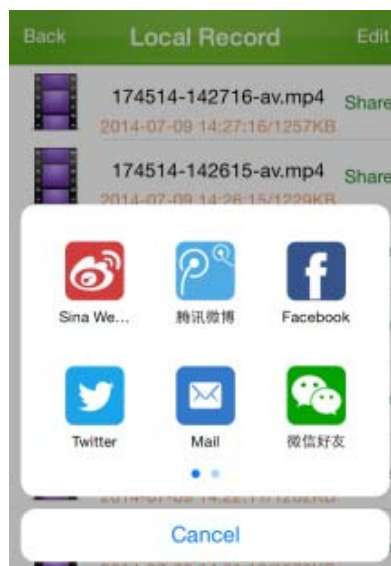 Back Local Record Edit
174514-142716-av.mp4 Share
2014-07-09 14:27:16/1257KB
174514-142615-av.mp4 Share
2014-07-09 14:26:15/1229KB
Sina We... 腾讯微博 Facebook
Twitter Mail 微信好友
Cancel